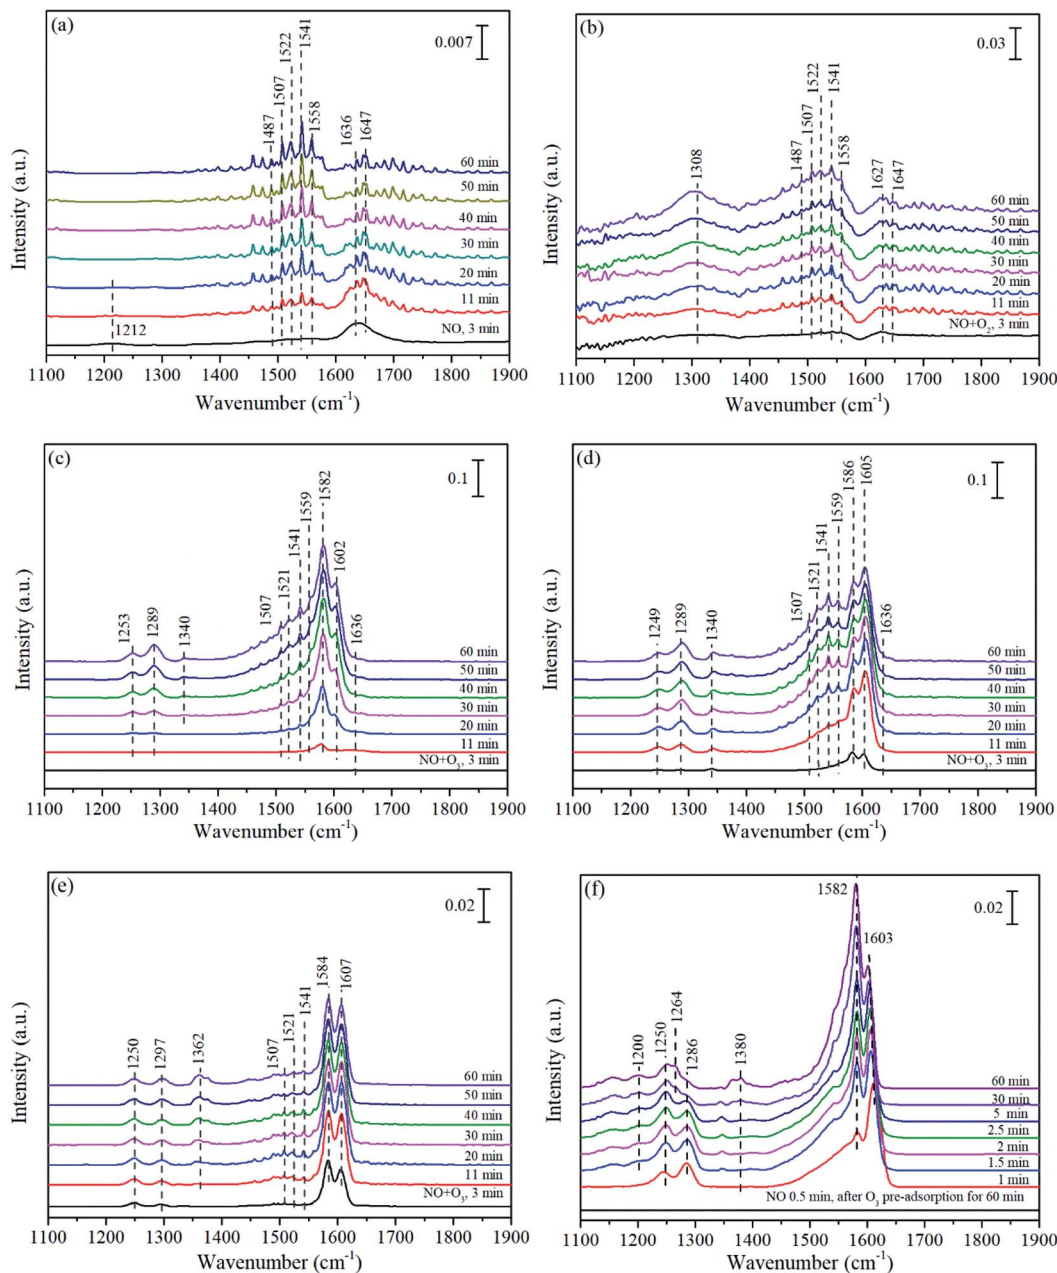 (a)
0.007
1487
1507
1522
1541
1558
1636
1647
60 min
50 min
40 min
30 min
20 min
11 min
NO, 3 min
1212
Intensity (a.u.)
1100 1200 1300 1400 1500 1600 1700 1800 1900
Wavenumber (cm⁻¹)
(b)
0.03
1308
1487
1507
1522
1541
1558
1627
1647
60 min
50 min
40 min
30 min
20 min
11 min
NO+O₂, 3 min
Intensity (a.u.)
1100 1200 1300 1400 1500 1600 1700 1800 1900
Wavenumber (cm⁻¹)
(c)
0.1
1253
1289
1340
1507
1521
1541
1559
1582
1602
1636
60 min
50 min
40 min
30 min
20 min
11 min
NO+O₃, 3 min
Intensity (a.u.)
1100 1200 1300 1400 1500 1600 1700 1800 1900
Wavenumber (cm⁻¹)
(d)
0.1
1249
1289
1340
1507
1521
1541
1559
1586
1605
1636
60 min
50 min
40 min
30 min
20 min
11 min
NO+O₃, 3 min
Intensity (a.u.)
1100 1200 1300 1400 1500 1600 1700 1800 1900
Wavenumber (cm⁻¹)
(e)
0.02
1250
1297
1362
1507
1521
1541
1584
1607
60 min
50 min
40 min
30 min
20 min
11 min
NO+O₃, 3 min
Intensity (a.u.)
1100 1200 1300 1400 1500 1600 1700 1800 1900
Wavenumber (cm⁻¹)
(f)
0.02
1200
1250
1264
1286
1380
1582
1603
60 min
30 min
5 min
2.5 min
2 min
1.5 min
1 min
NO 0.5 min, after O₃ pre-adsorption for 60 min
Intensity (a.u.)
1100 1200 1300 1400 1500 1600 1700 1800 1900
Wavenumber (cm⁻¹)